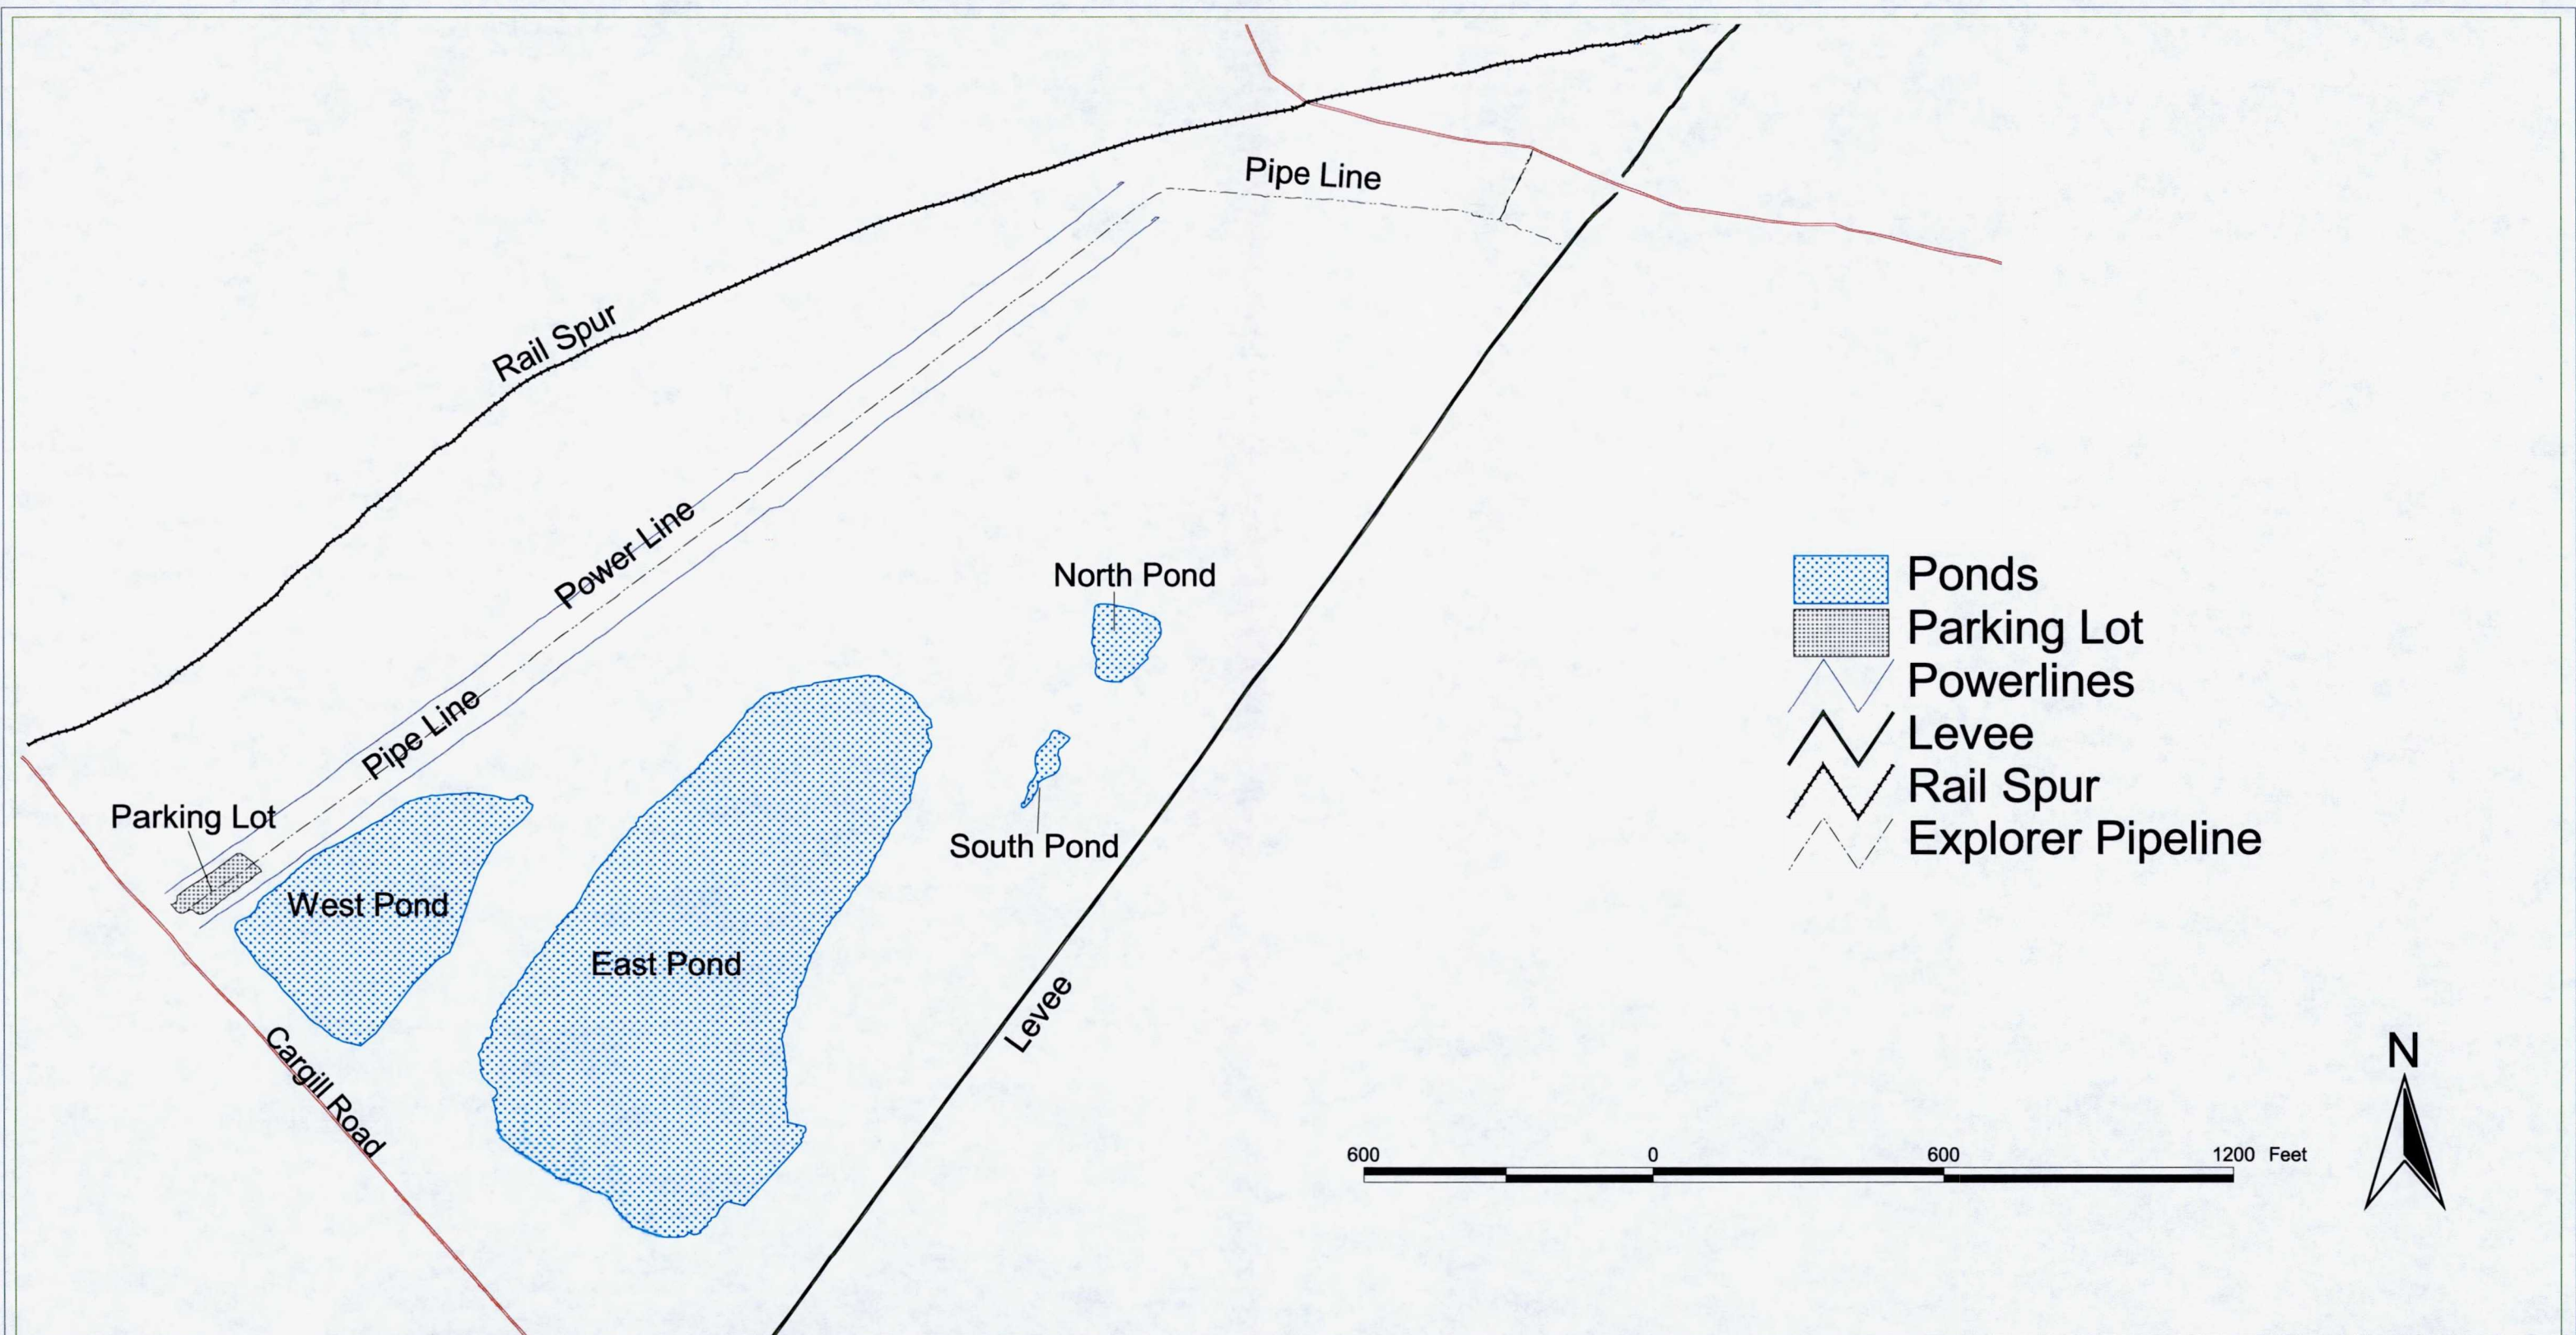 Pipe Line
Rail Spur
Power Line
North Pond
Pipe Line
Parking Lot
West Pond
South Pond
East Pond
Levee
Cargill Road
Ponds
Parking Lot
Powerlines
Levee
Rail Spur
Explorer Pipeline
N
600 0 600 1200 Feet